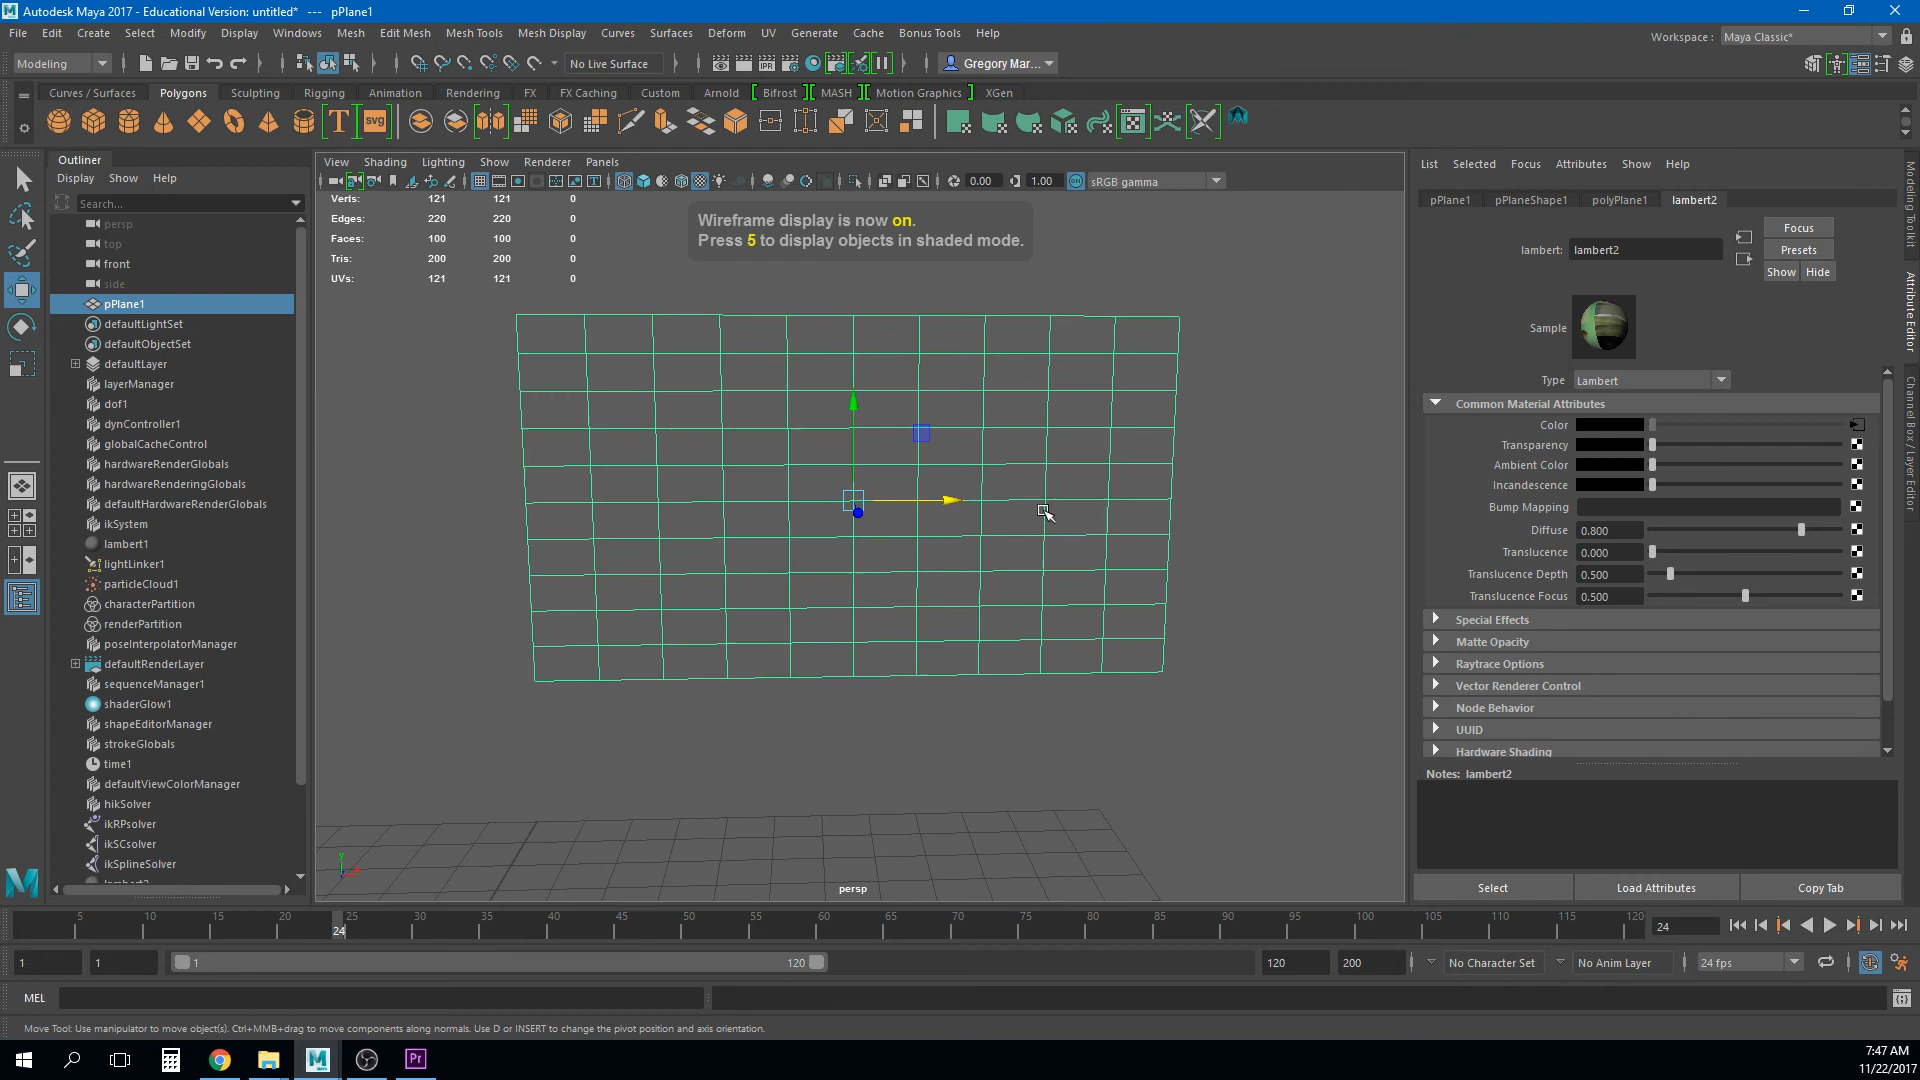 Autodesk Maya 2017 - Educational Version: untitled*   ---   pPlane1
File Edit Create Select Modify Display Windows Mesh Edit Mesh Mesh Tools Mesh Display Curves Surfaces Deform UV Generate Cache Bonus Tools Help
Workspace : Maya Classic*
Modeling No Live Surface Gregory Mar...
Curves / Surfaces Polygons Sculpting Rigging Animation Rendering FX FX Caching Custom Arnold Bifrost MASH Motion Graphics XGen
T svg
Outliner
Display Show Help
Search...
persp
top
front
side
pPlane1
defaultLightSet
defaultObjectSet
defaultLayer
layerManager
dof1
dynController1
globalCacheControl
hardwareRenderGlobals
hardwareRenderingGlobals
defaultHardwareRenderGlobals
ikSystem
lambert1
lightLinker1
particleCloud1
characterPartition
renderPartition
poseInterpolatorManager
defaultRenderLayer
sequenceManager1
shaderGlow1
shapeEditorManager
strokeGlobals
time1
defaultViewColorManager
hikSolver
ikRPsolver
ikSCsolver
ikSplineSolver
View Shading Lighting Show Renderer Panels
0.00 1.00 sRGB gamma
Verts: 121 121 0
Edges: 220 220 0
Faces: 100 100 0
Tris: 200 200 0
UVs: 121 121 0
Wireframe display is now on.
Press 5 to display objects in shaded mode.
y
persp
List Selected Focus Attributes Show Help
pPlane1 pPlaneShape1 polyPlane1 lambert2
Focus
lambert: lambert2
Presets
Show Hide
Sample
Type Lambert
Common Material Attributes
Color
Transparency
Ambient Color
Incandescence
Bump Mapping
Diffuse 0.800
Translucence 0.000
Translucence Depth 0.500
Translucence Focus 0.500
Special Effects
Matte Opacity
Raytrace Options
Vector Renderer Control
Node Behavior
UUID
Hardware Shading
Notes: lambert2
Select Load Attributes Copy Tab
Modeling Toolkit
Attribute Editor
Channel Box / Layer Editor
5 10 15 20 25 30 35 40 45 50 55 60 65 70 75 80 85 90 95 100 105 110 115 120
24
24
1 1 1 120 120 200 No Character Set No Anim Layer 24 fps
MEL
Move Tool: Use manipulator to move object(s). Ctrl+MMB+drag to move components along normals. Use D or INSERT to change the pivot position and axis orientation.
Pr
7:47 AM
11/22/2017